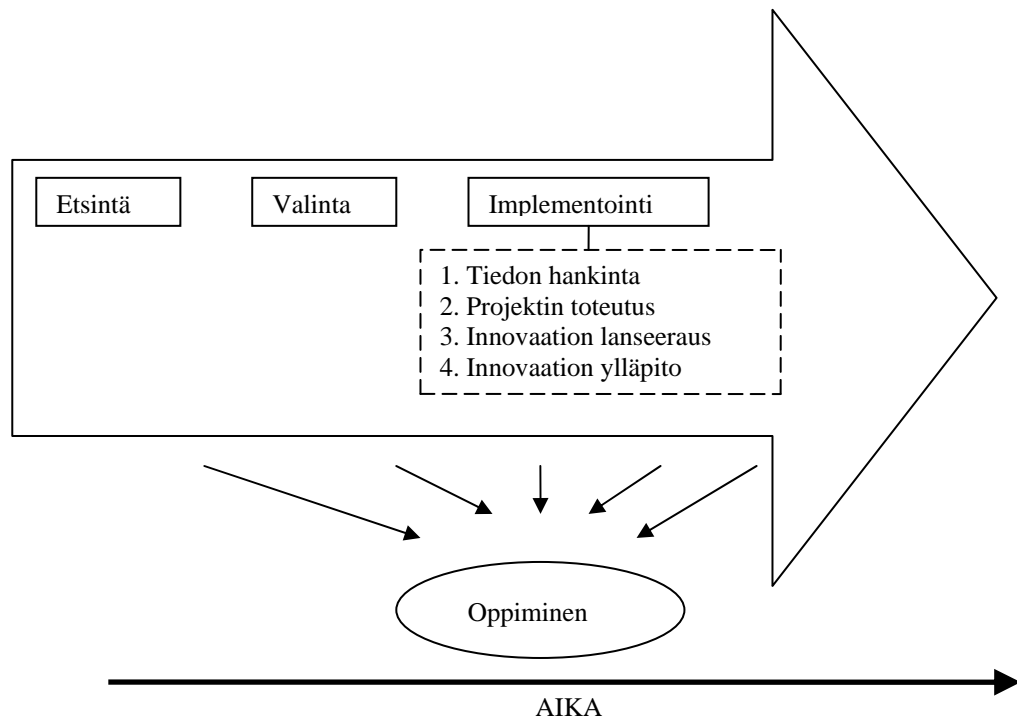 Etsintä
Valinta
Implementointi
1. Tiedon hankinta
2. Projektin toteutus
3. Innovaation lanseeraus
4. Innovaation ylläpito
Oppiminen
AIKA